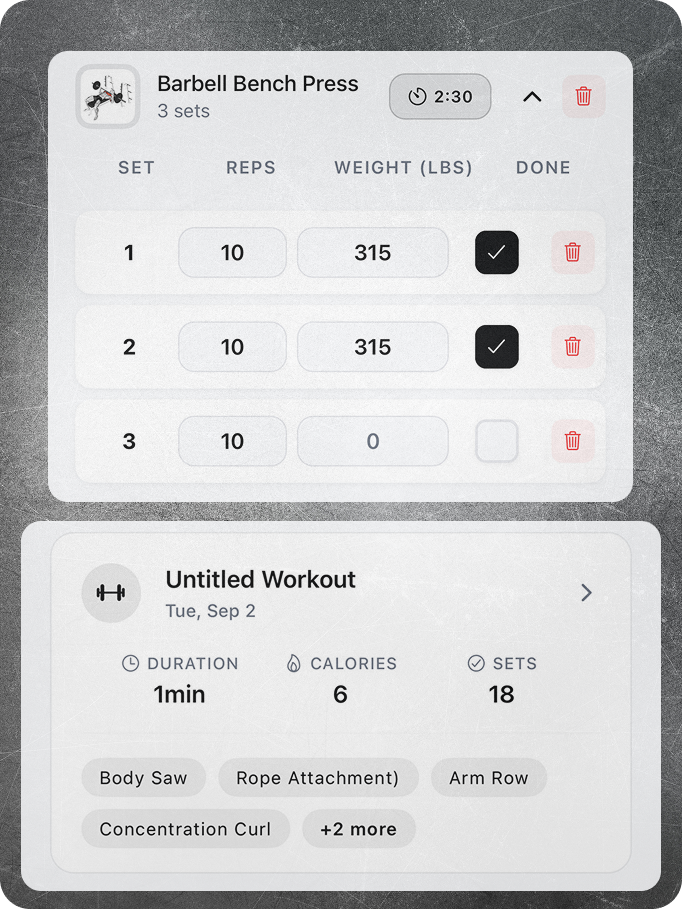 Barbell Bench Press
3 sets
2:30
SET REPS WEIGHT (LBS) DONE
1 10 315
2 10 315
3 10 0
Untitled Workout
Tue, Sep 2
DURATION CALORIES SETS
1min 6 18
Body Saw Rope Attachment) Arm Row
Concentration Curl +2 more